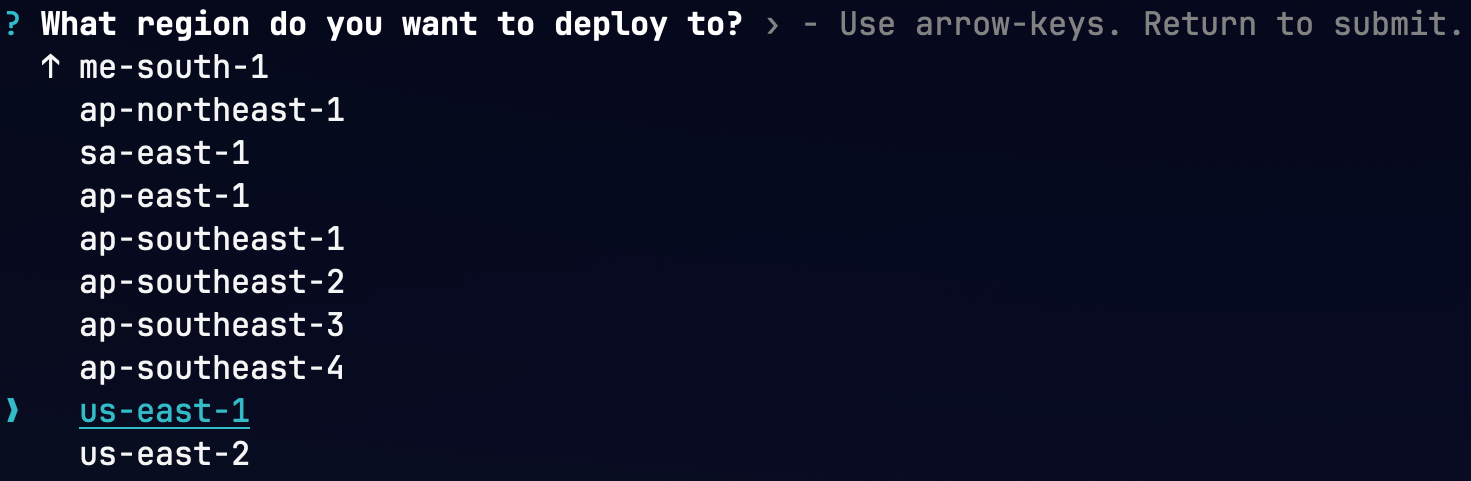 ? What region do you want to deploy to? › - Use arrow-keys. Return to submit.
↑ me-south-1
ap-northeast-1
sa-east-1
ap-east-1
ap-southeast-1
ap-southeast-2
ap-southeast-3
ap-southeast-4
❯ us-east-1
us-east-2